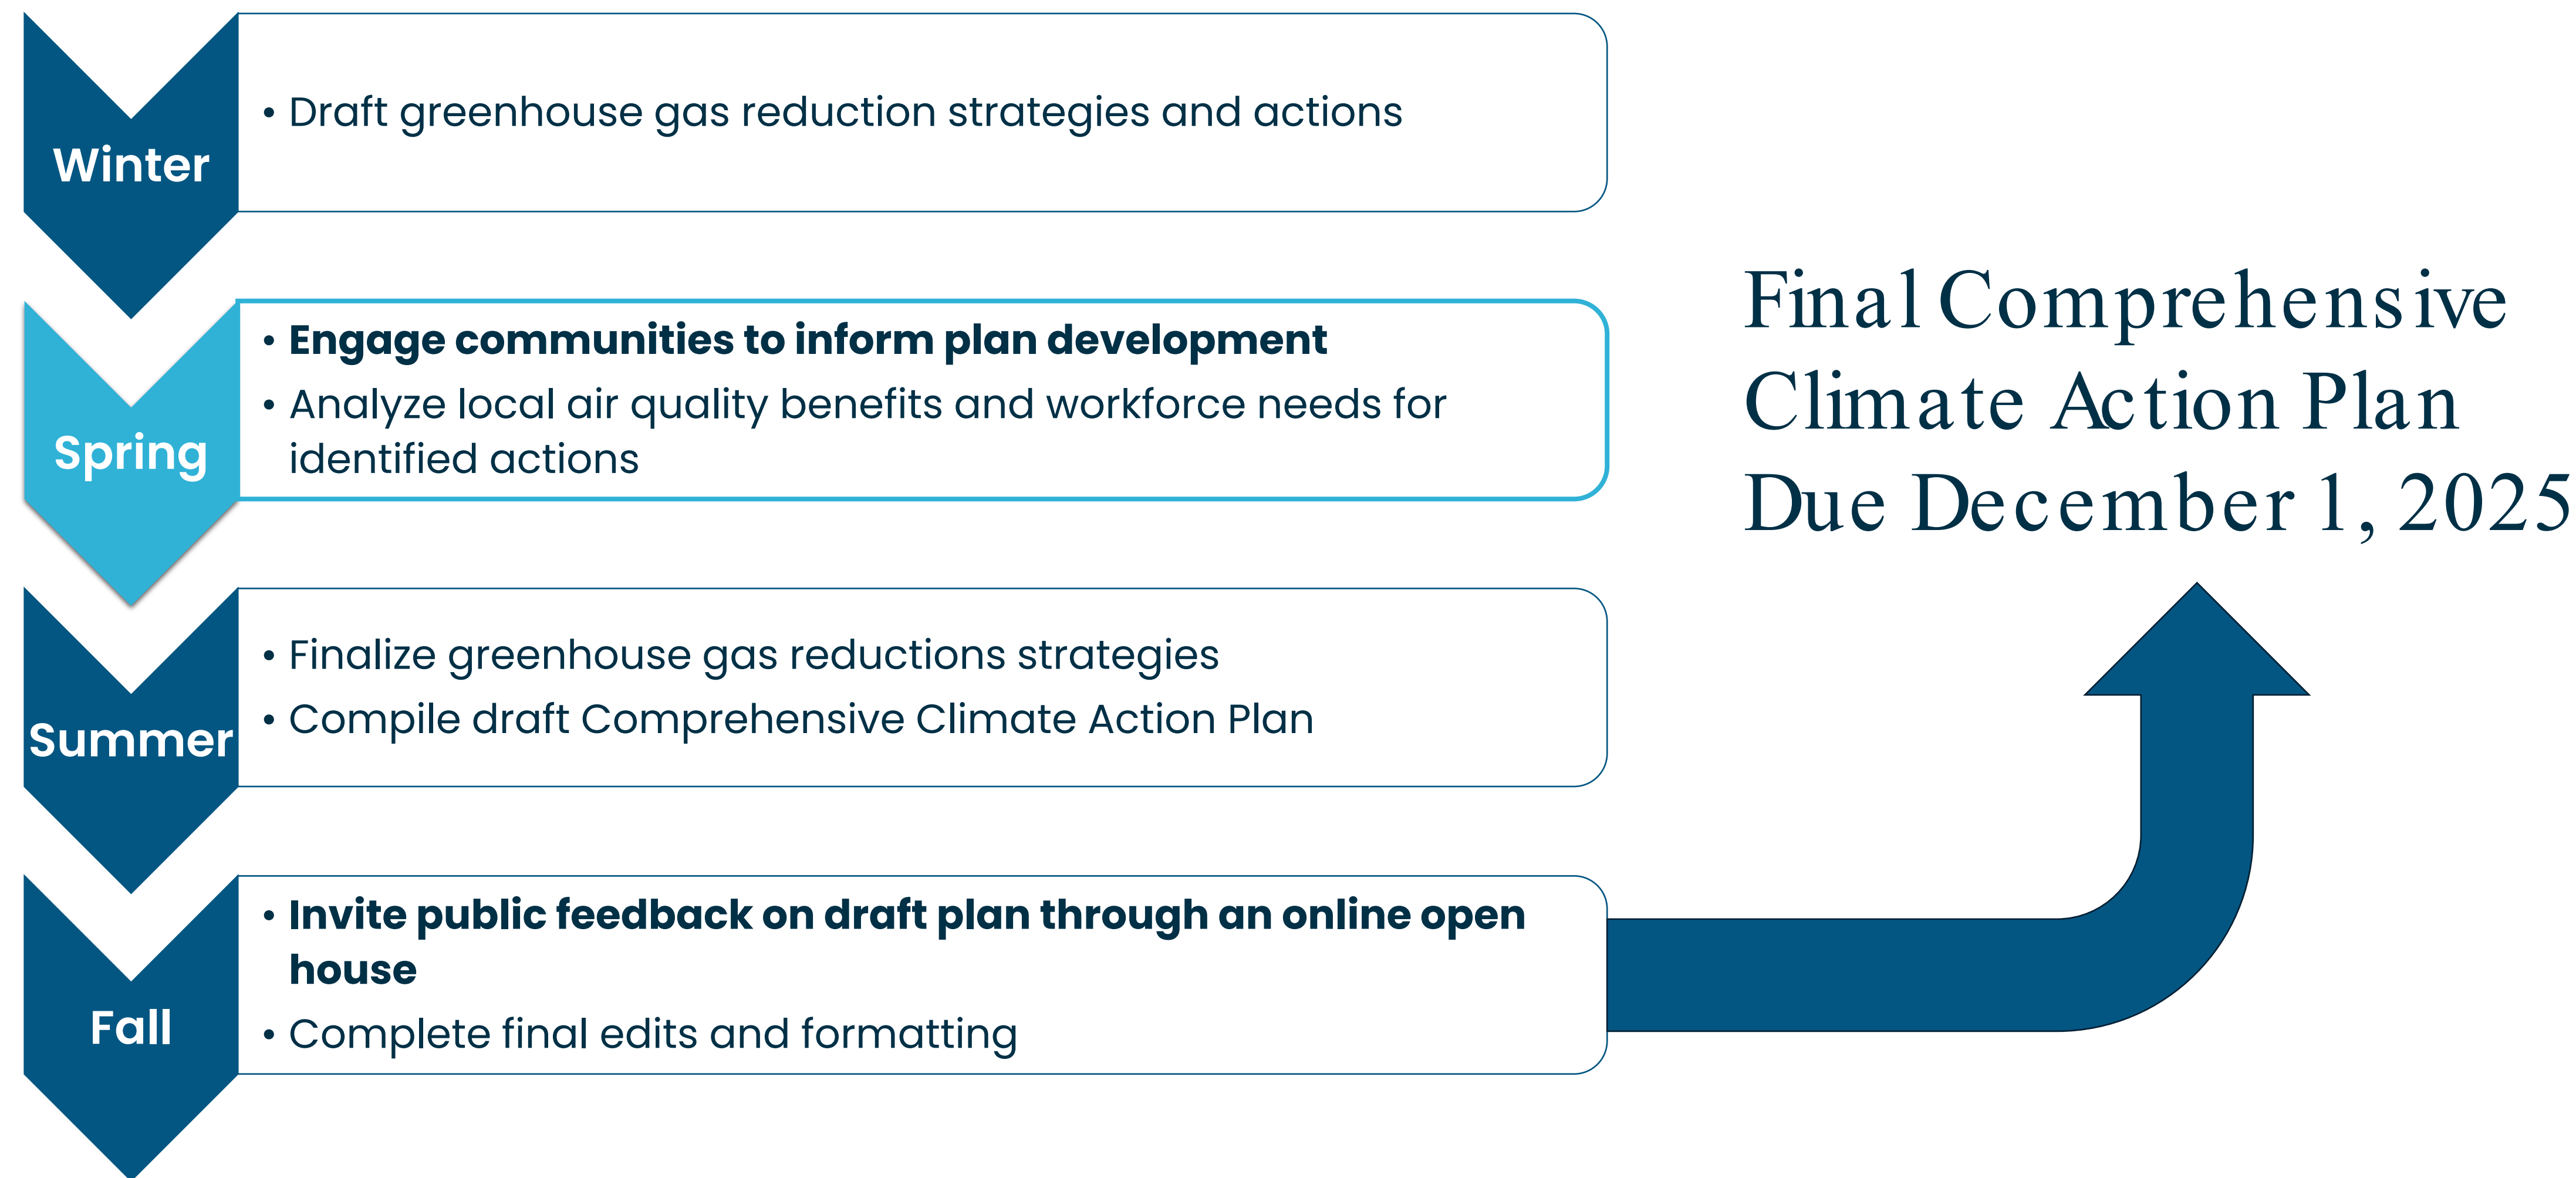 Winter
• Draft greenhouse gas reduction strategies and actions
Spring
• Engage communities to inform plan development
• Analyze local air quality benefits and workforce needs for
identified actions
Summer
• Finalize greenhouse gas reductions strategies
• Compile draft Comprehensive Climate Action Plan
Fall
• Invite public feedback on draft plan through an online open
house
• Complete final edits and formatting
Final Comprehensive
Climate Action Plan
Due December 1, 2025